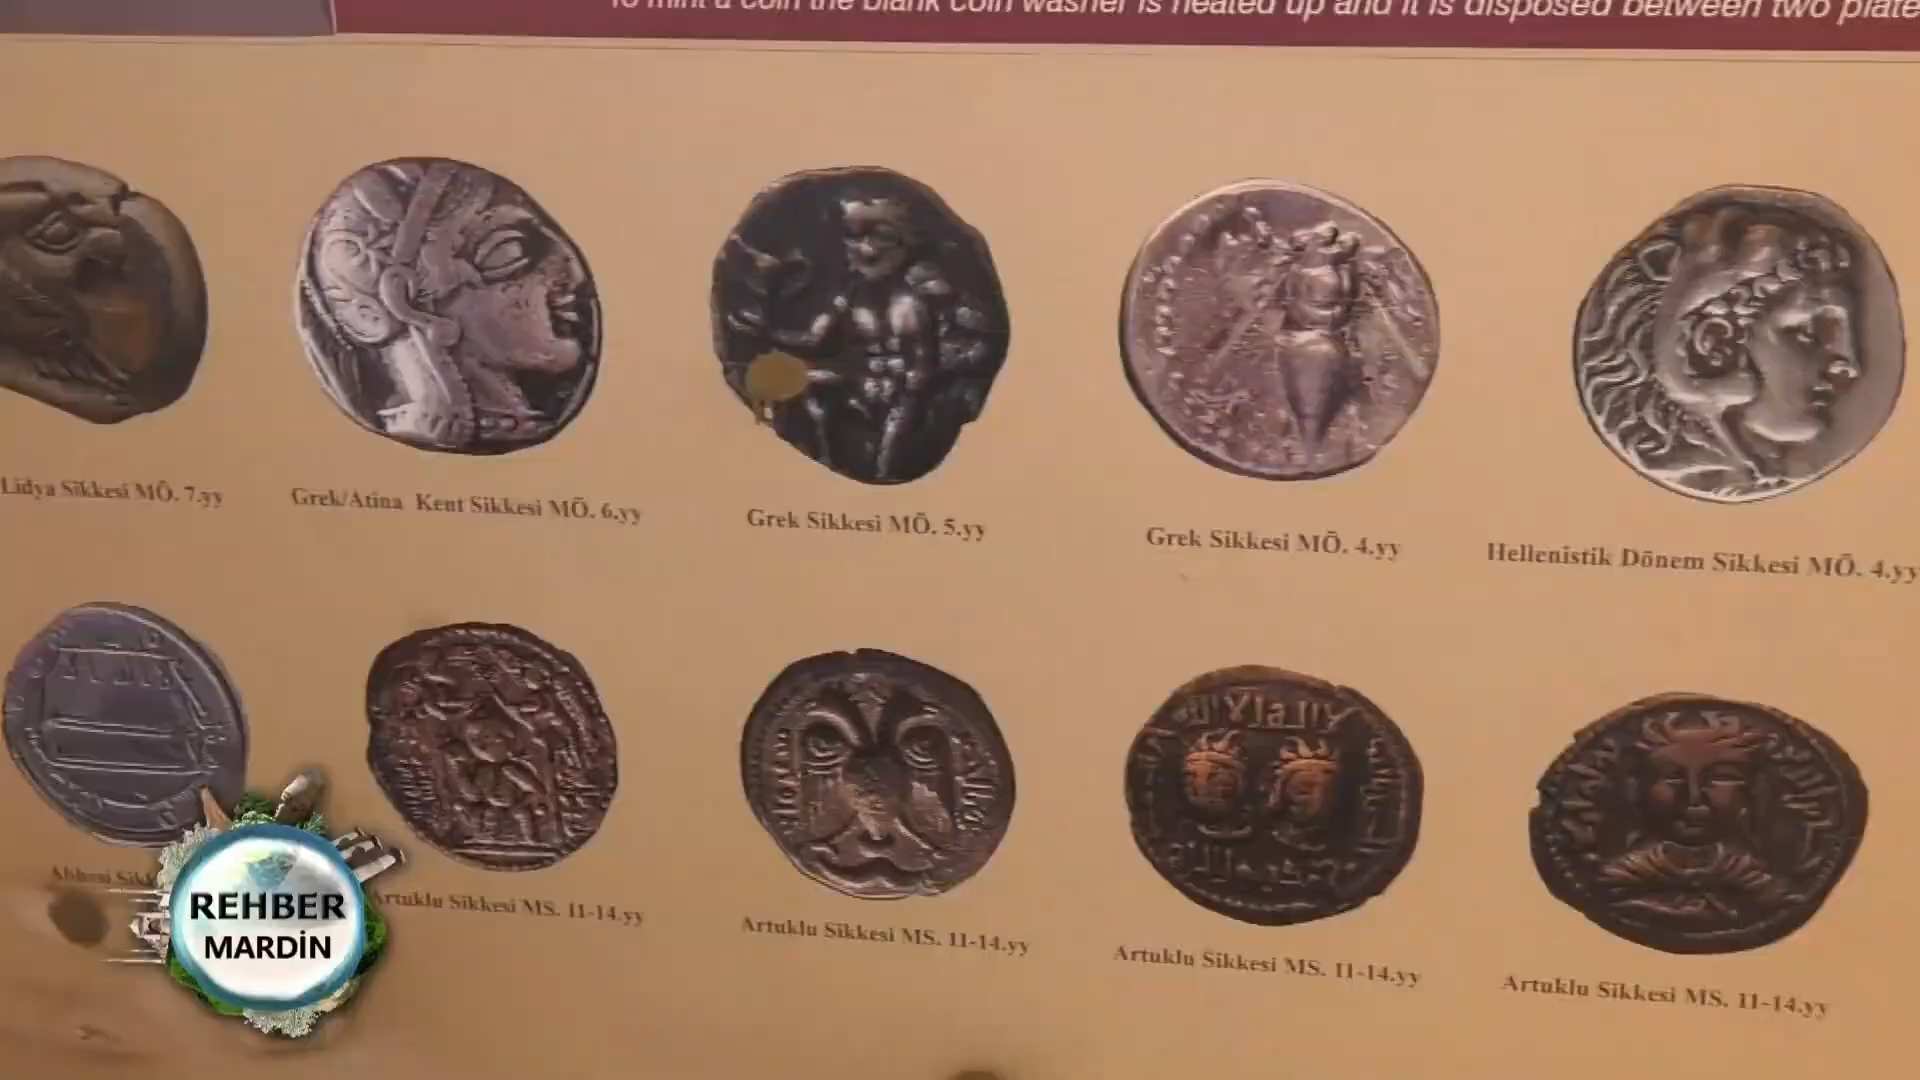 To mint a coin the blank coin washer is heated up and it is disposed between two plate
Lidya Sikkesi MÖ. 7.yy
Grek/Atina Kent Sikkesi MÖ. 6.yy
Grek Sikkesi MÖ. 5.yy
Grek Sikkesi MÖ. 4.yy
Hellenistik Dönem Sikkesi MÖ. 4.yy
Abbasi Sikk
Artuklu Sikkesi MS. 11-14.yy
Artuklu Sikkesi MS. 11-14.yy
Artuklu Sikkesi MS. 11-14.yy
Artuklu Sikkesi MS. 11-14.yy
REHBER
MARDİN